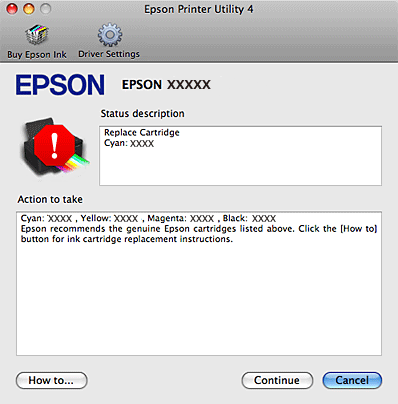 Epson Printer Utility 4
Buy Epson Ink Driver Settings
EPSON EPSON XXXXX
Status description
Replace Cartridge
Cyan: XXXX
Action to take
Cyan: XXXX , Yellow: XXXX , Magenta: XXXX , Black: XXXX
Epson recommends the genuine Epson cartridges listed above. Click the [How to]
button for ink cartridge replacement instructions.
How to... Continue Cancel